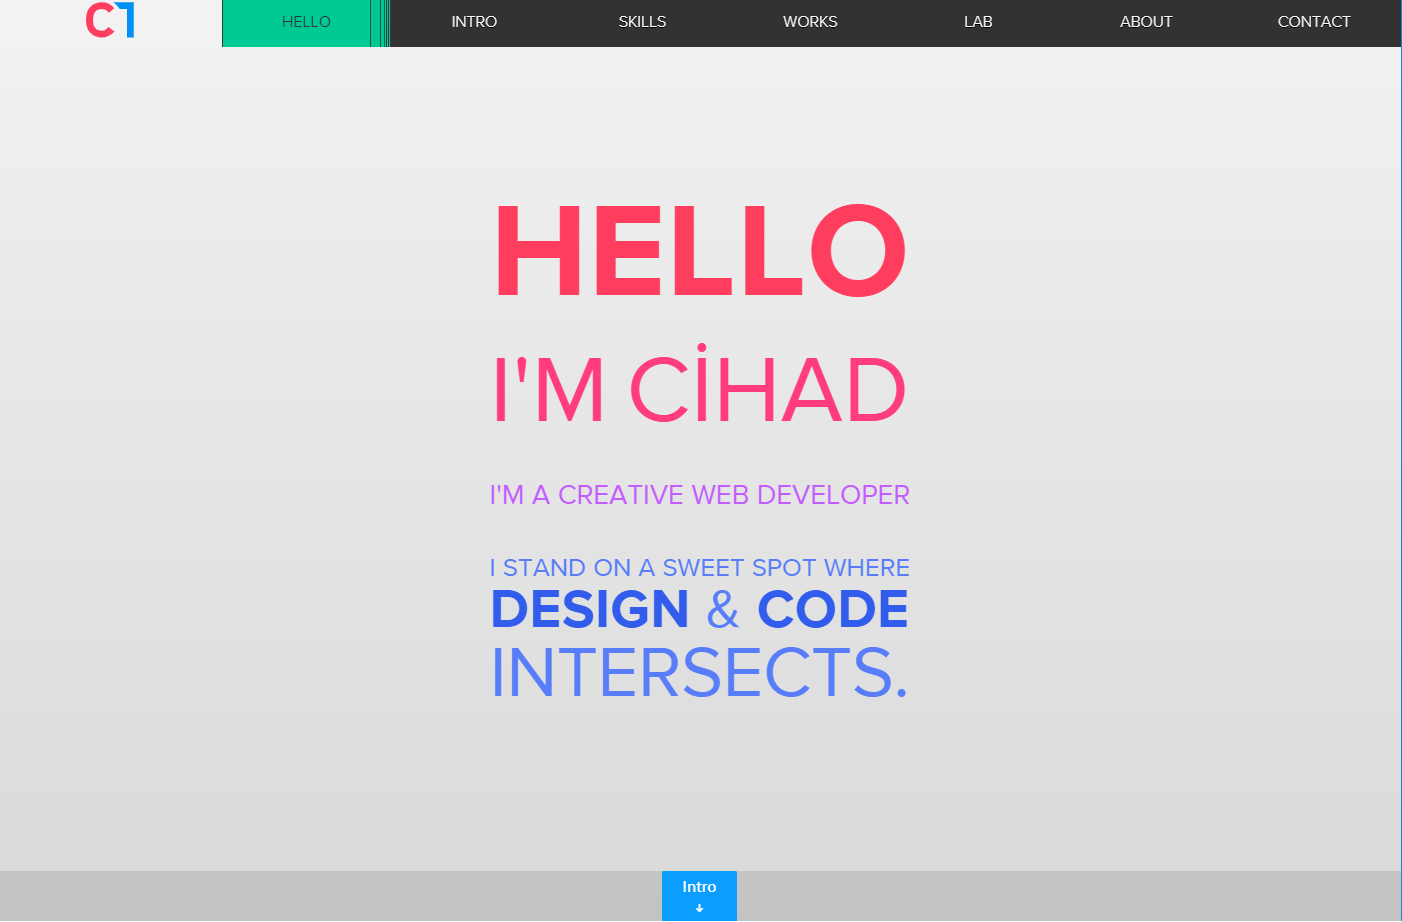 CT
HELLO INTRO SKILLS WORKS LAB ABOUT CONTACT
HELLO
I'M CİHAD
I'M A CREATIVE WEB DEVELOPER
I STAND ON A SWEET SPOT WHERE
DESIGN & CODE
INTERSECTS.
Intro
↓